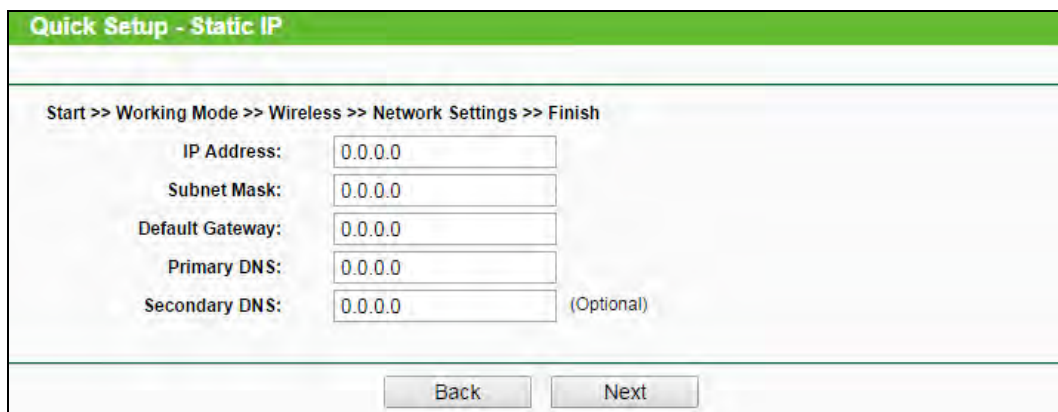 Quick Setup - Static IP
Start >> Working Mode >> Wireless >> Network Settings >> Finish
IP Address: 0.0.0.0
Subnet Mask: 0.0.0.0
Default Gateway: 0.0.0.0
Primary DNS: 0.0.0.0
Secondary DNS: 0.0.0.0 (Optional)
Back Next